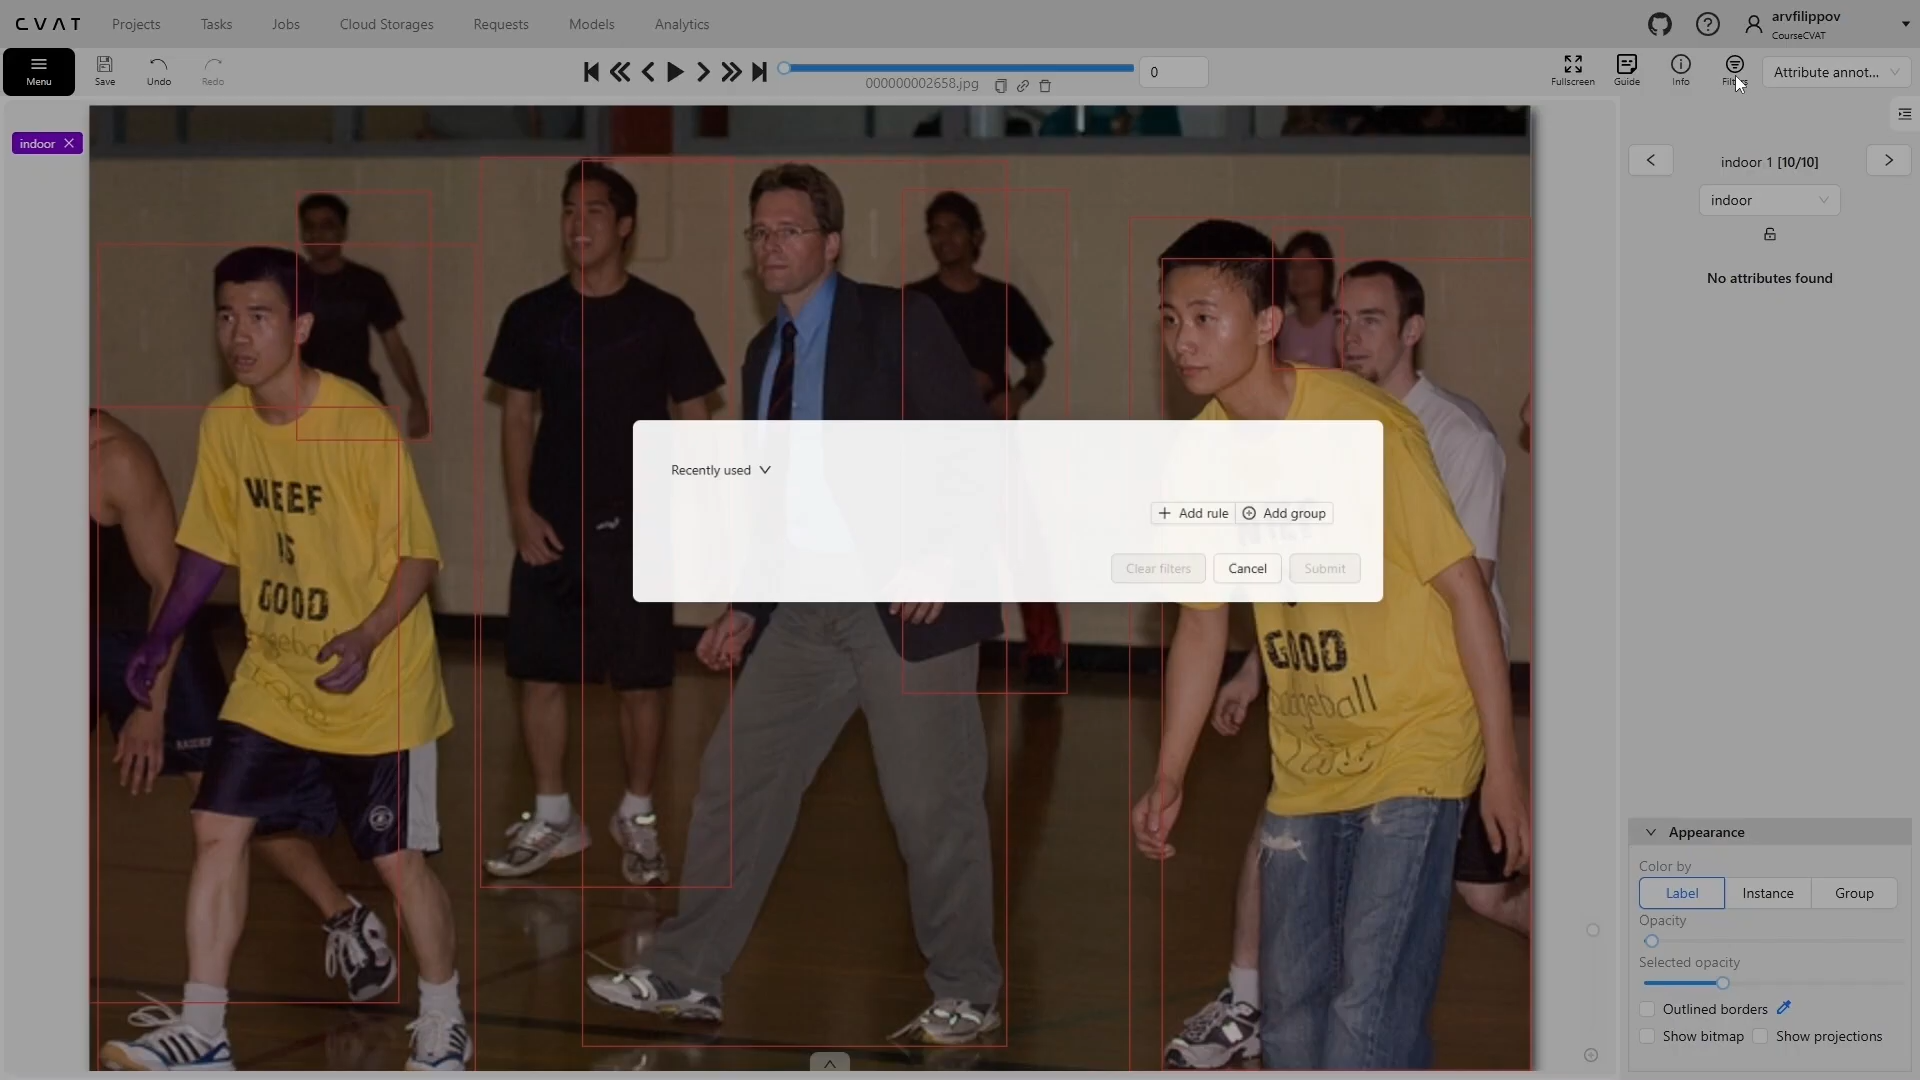 CVAT Projects Tasks Jobs Cloud Storages Requests Models Analytics
arvfilippov
CourseCVAT
Menu Save Undo Redo
000000002658.jpg
0
Fullscreen Guide Info
Attribute annot...
indoor
indoor 1 [10/10]
indoor
No attributes found
WEEF
IS
GOOD
Recently used
Add rule Add group
Clear filters Cancel Submit
GOOD
dodgeball
Appearance
Color by
Label Instance Group
Opacity
Selected opacity
Outlined borders
Show bitmap Show projections